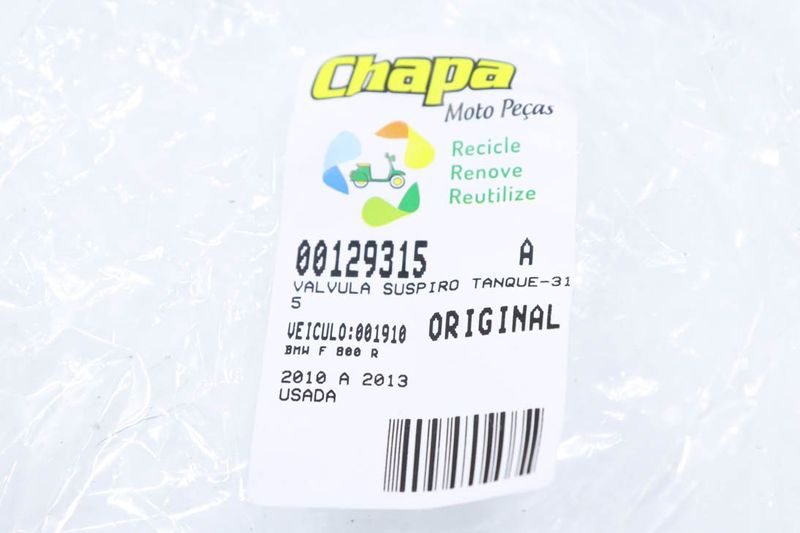 Chapa
Moto Peças
Recicle
Renove
Reutilize
00129315 A
VALVULA SUSPIRO TANQUE-31
5
VEICULO:001910 ORIGINAL
BMW F 800 R
2010 A 2013
USADA